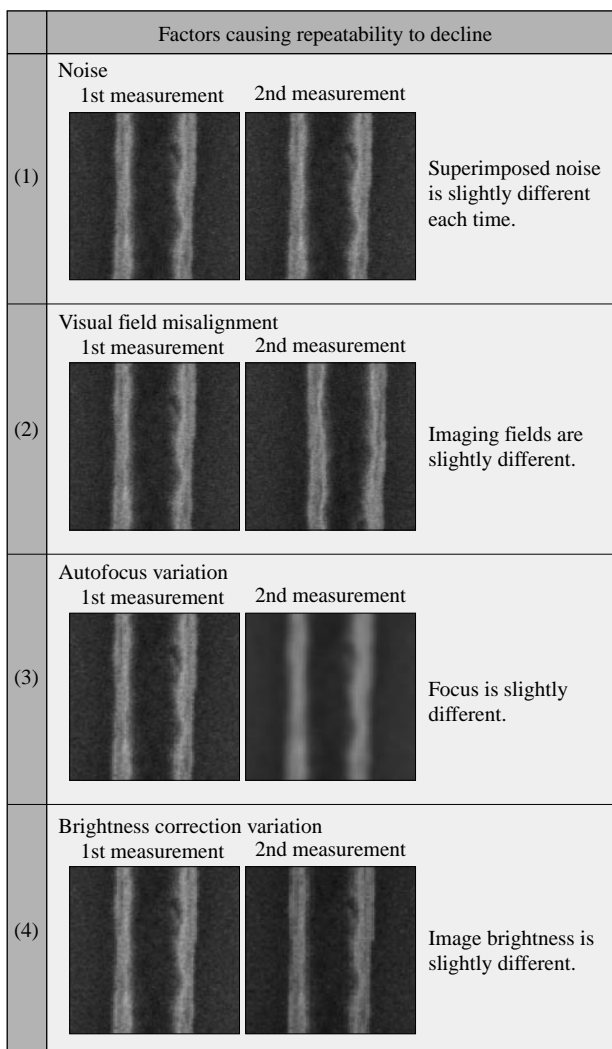 Factors causing repeatability to decline
(1)
Noise
1st measurement
2nd measurement
Superimposed noise
is slightly different
each time.
(2)
Visual field misalignment
1st measurement
2nd measurement
Imaging fields are
slightly different.
(3)
Autofocus variation
1st measurement
2nd measurement
Focus is slightly
different.
(4)
Brightness correction variation
1st measurement
2nd measurement
Image brightness is
slightly different.